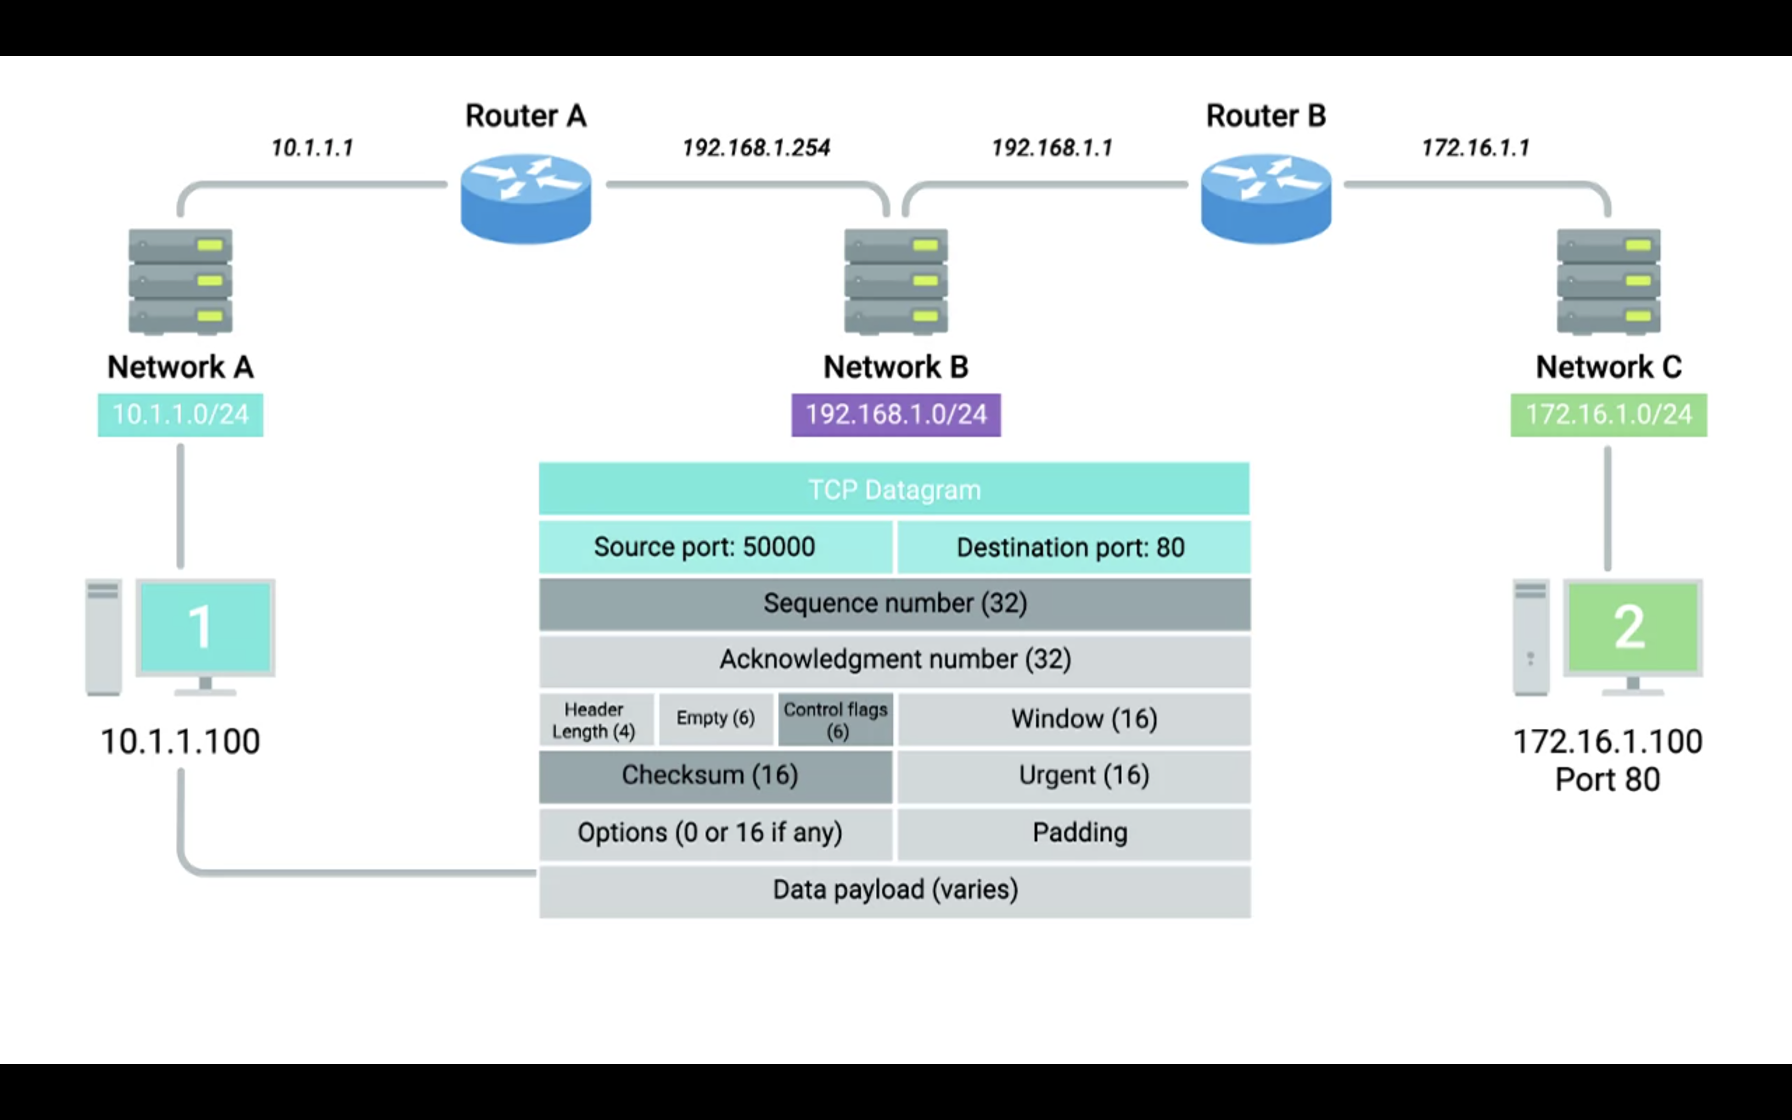 Router A
Router B
10.1.1.1
192.168.1.254
192.168.1.1
172.16.1.1
Network A
Network B
Network C
10.1.1.0/24
192.168.1.0/24
172.16.1.0/24
TCP Datagram
Source port: 50000
Destination port: 80
Sequence number (32)
Acknowledgment number (32)
Header
Length (4)
Empty (6)
Control flags
(6)
Window (16)
Checksum (16)
Urgent (16)
Options (0 or 16 if any)
Padding
Data payload (varies)
1
10.1.1.100
2
172.16.1.100
Port 80